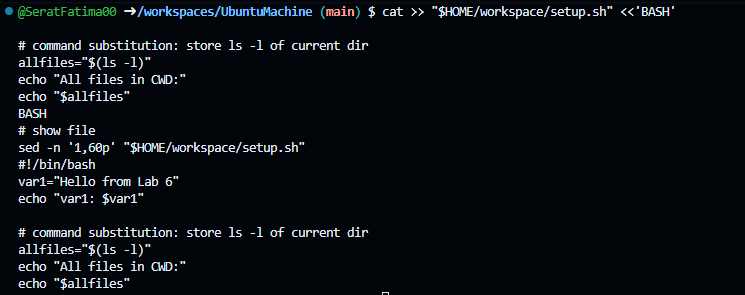 @SeratFatima00 ➜/workspaces/UbuntuMachine (main) $ cat >> "$HOME/workspace/setup.sh" <<'BASH'
# command substitution: store ls -l of current dir
allfiles="$(ls -l)"
echo "All files in CWD:"
echo "$allfiles"
BASH
# show file
sed -n '1,60p' "$HOME/workspace/setup.sh"
#!/bin/bash
var1="Hello from Lab 6"
echo "var1: $var1"
# command substitution: store ls -l of current dir
allfiles="$(ls -l)"
echo "All files in CWD:"
echo "$allfiles"